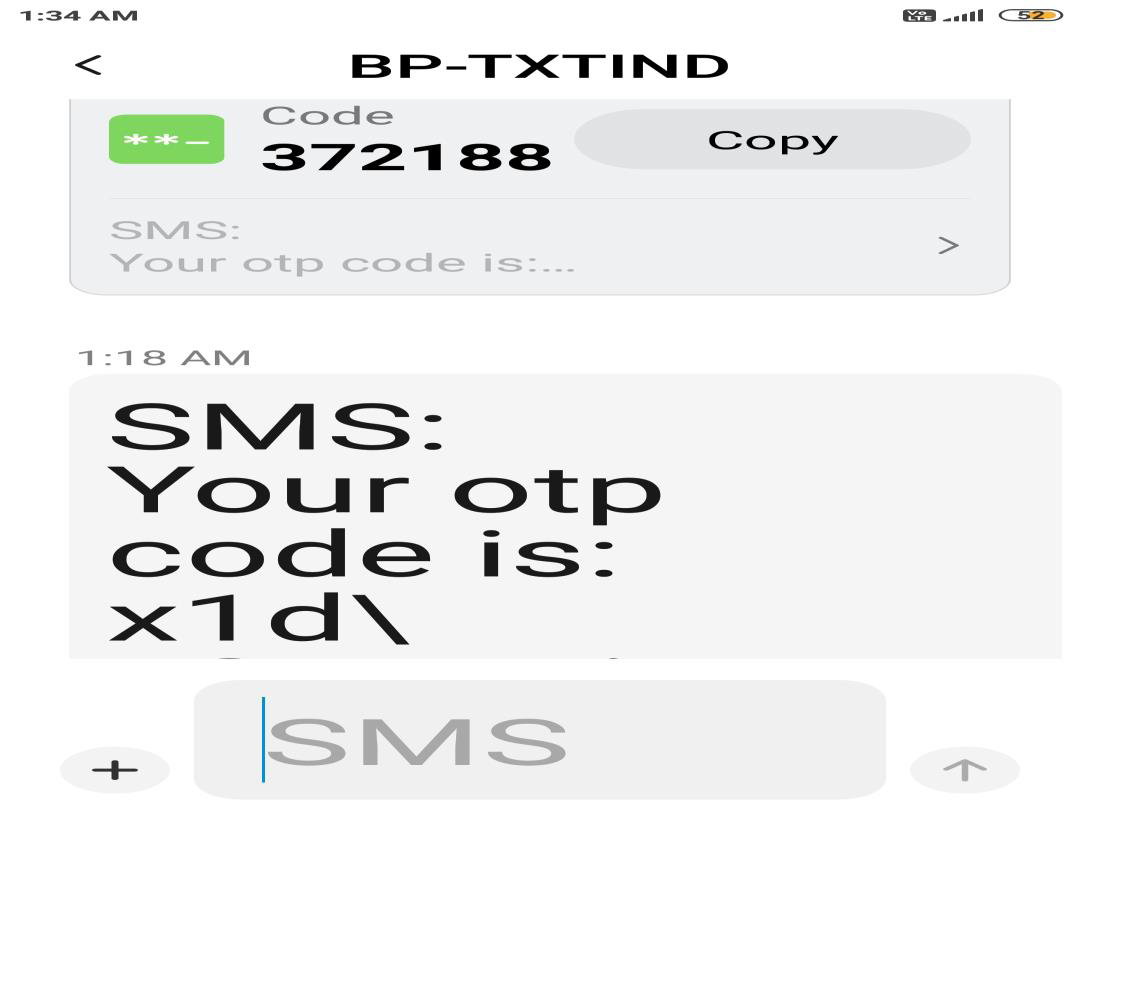 1:34 AM Vo LTE 52
< BP-TXTIND
Code
**_ 372188 Copy
SMS:
Your otp code is:... >
1:18 AM
SMS:
Your otp
code is:
x1d\
SMS